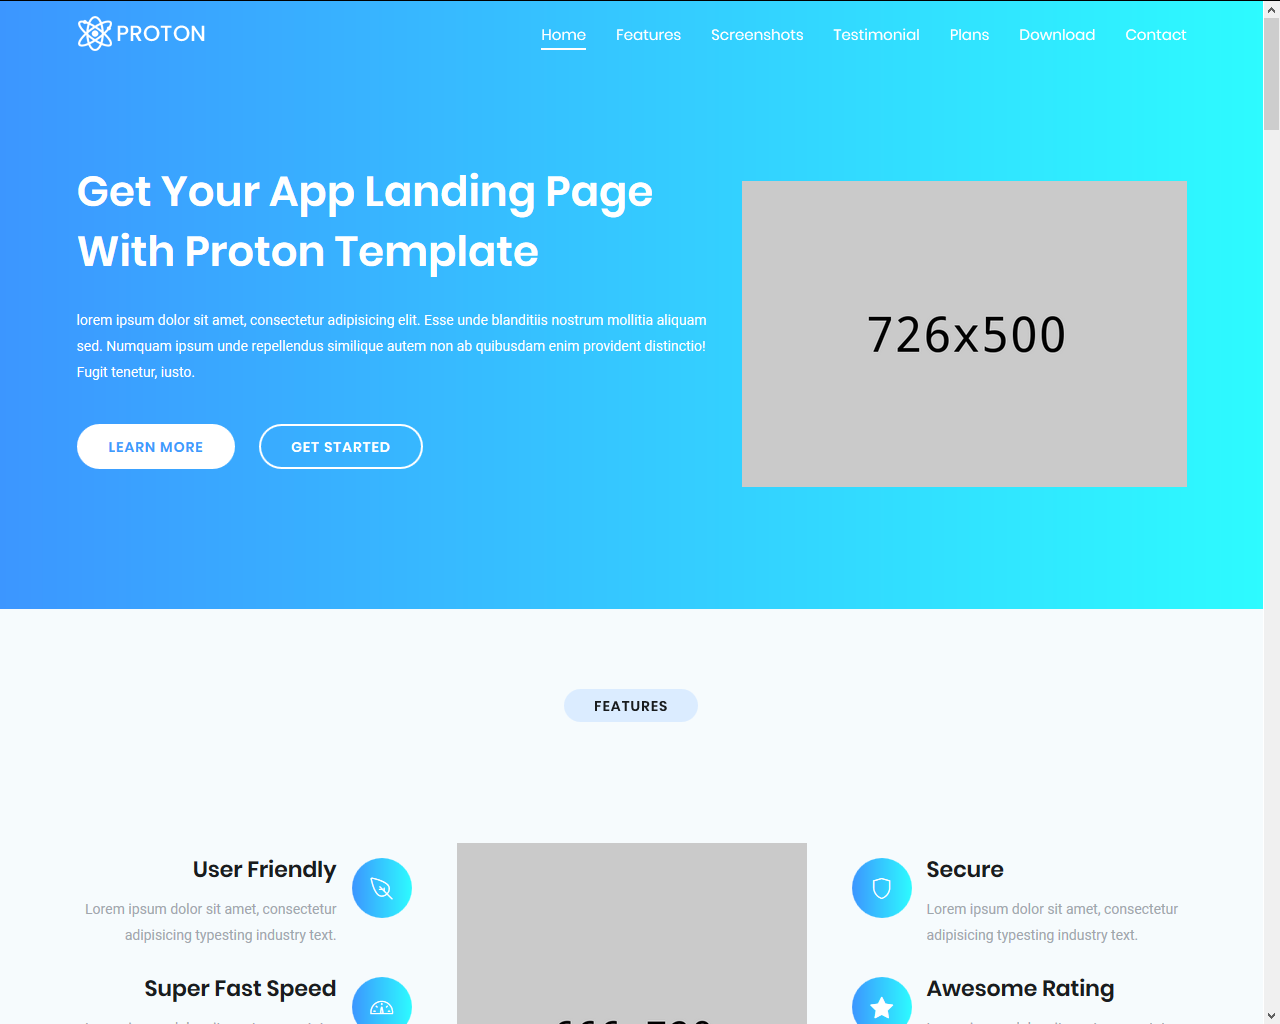 PROTON
Home Features Screenshots Testimonial Plans Download Contact
Get Your App Landing Page
With Proton Template
lorem ipsum dolor sit amet, consectetur adipisicing elit. Esse unde blanditiis nostrum mollitia aliquam
sed. Numquam ipsum unde repellendus similique autem non ab quibusdam enim provident distinctio!
Fugit tenetur, iusto.
LEARN MORE
GET STARTED
726x500
FEATURES
User Friendly
Lorem ipsum dolor sit amet, consectetur
adipisicing typesting industry text.
Super Fast Speed
Secure
Lorem ipsum dolor sit amet, consectetur
adipisicing typesting industry text.
Awesome Rating